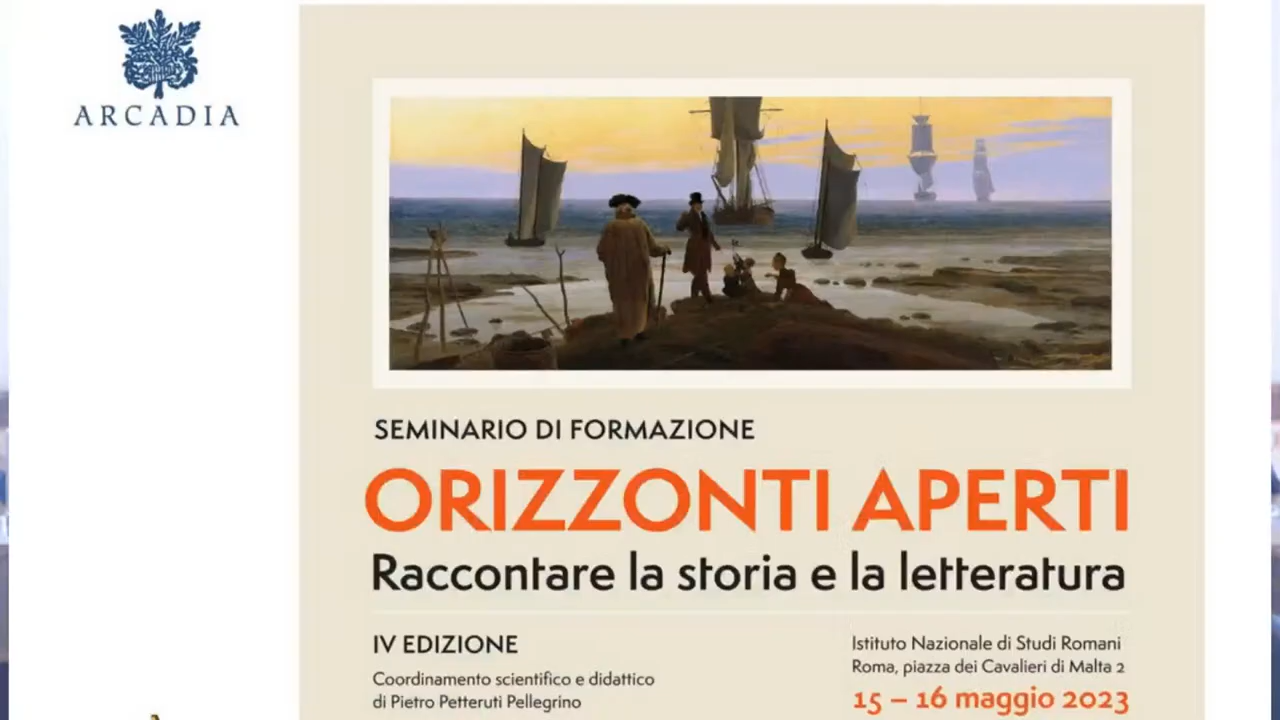 ARCADIA
SEMINARIO DI FORMAZIONE
ORIZZONTI APERTI
Raccontare la storia e la letteratura
IV EDIZIONE
Coordinamento scientifico e didattico
di Pietro Petteruti Pellegrino
Istituto Nazionale di Studi Romani
Roma, piazza dei Cavalieri di Malta 2
15 – 16 maggio 2023